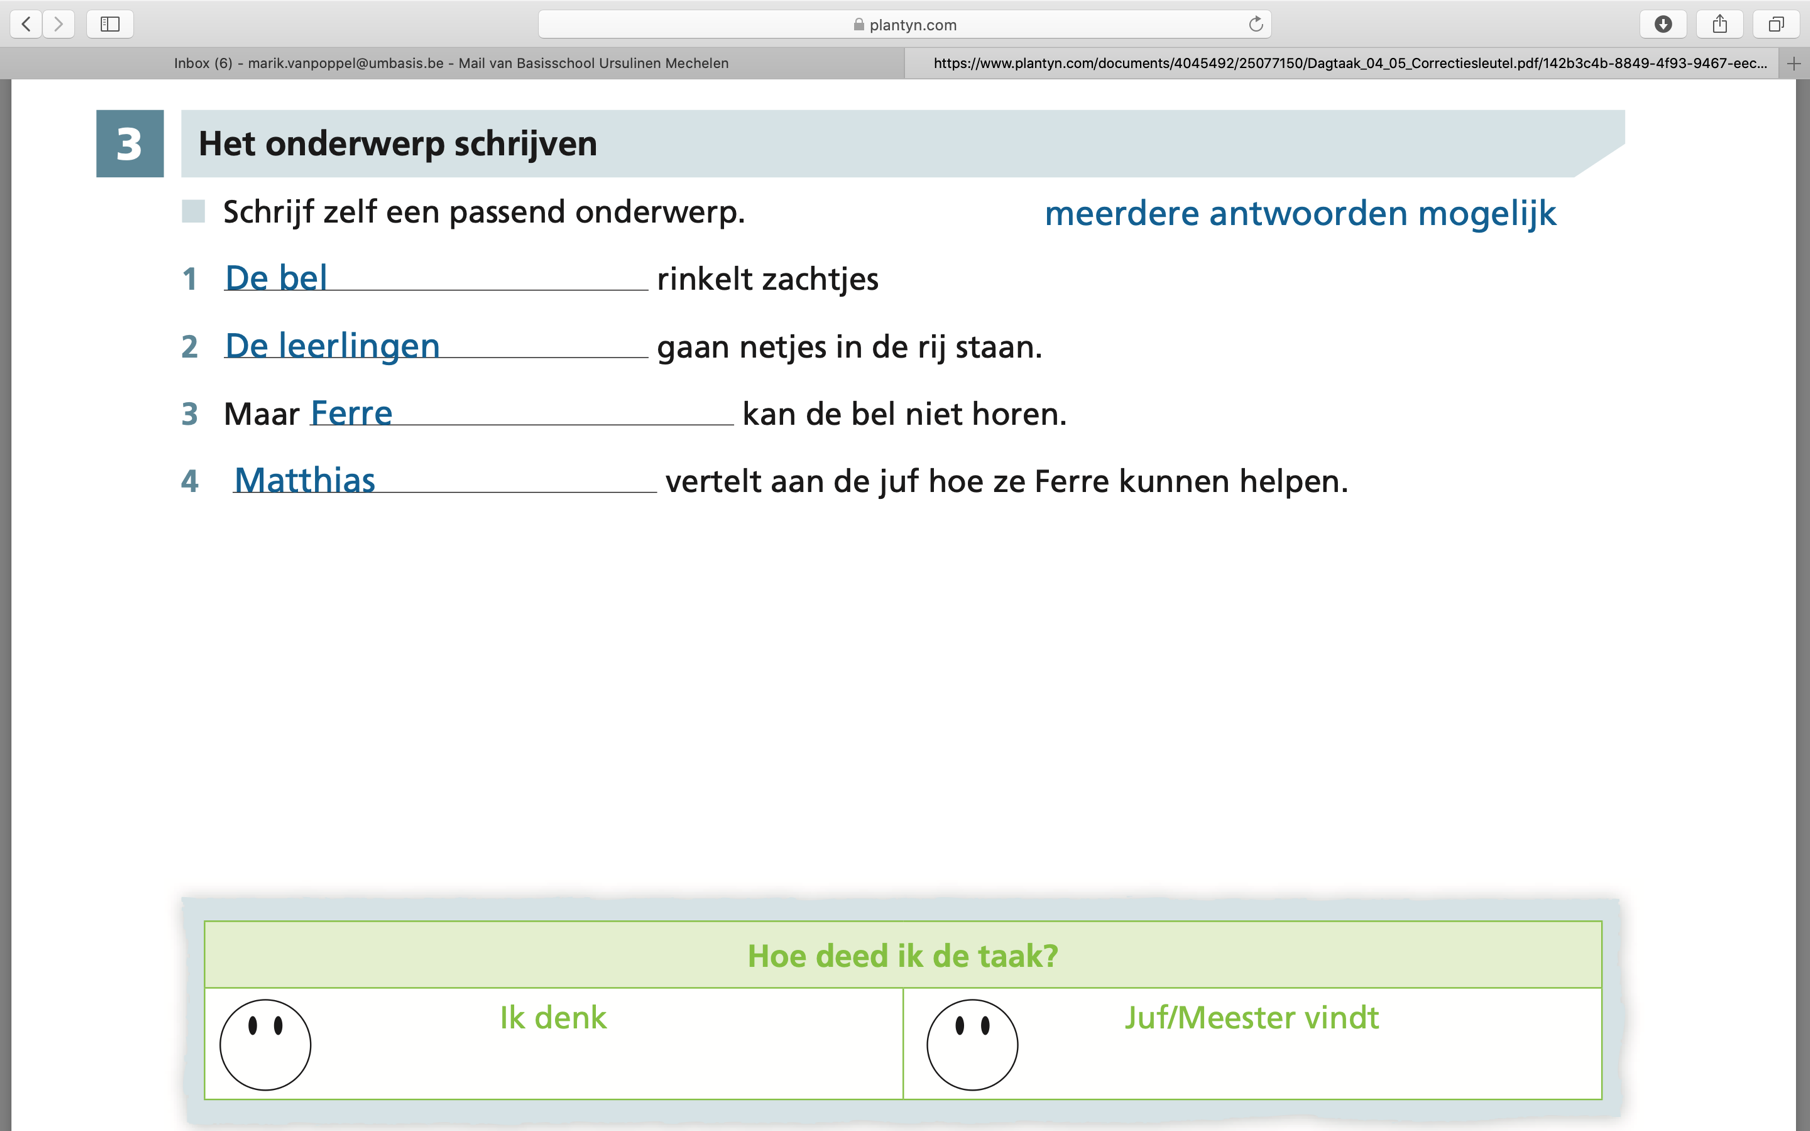 plantyn.com
Inbox (6) - marik.vanpoppel@umbasis.be - Mail van Basisschool Ursulinen Mechelen
https://www.plantyn.com/documents/4045492/25077150/Dagtaak_04_05_Correctiesleutel.pdf/142b3c4b-8849-4f93-9467-eec...
3 Het onderwerp schrijven
Schrijf zelf een passend onderwerp. meerdere antwoorden mogelijk
1 De bel rinkelt zachtjes
2 De leerlingen gaan netjes in de rij staan.
3 Maar Ferre kan de bel niet horen.
4 Matthias vertelt aan de juf hoe ze Ferre kunnen helpen.
Hoe deed ik de taak?
Ik denk Juf/Meester vindt